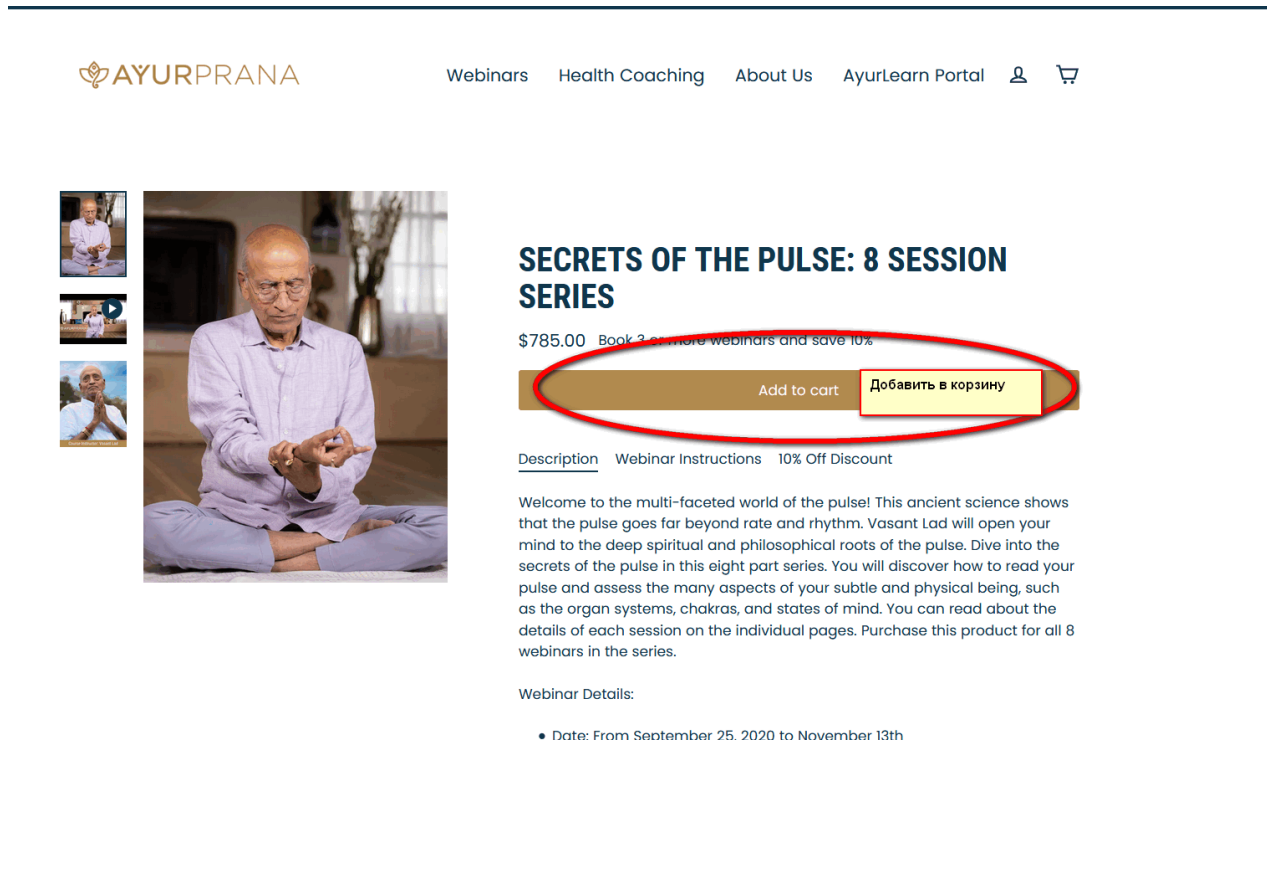 AYURPRANA
Webinars Health Coaching About Us AyurLearn Portal
SECRETS OF THE PULSE: 8 SESSION
SERIES
$785.00 Book 3 or more webinars and save 10%
Add to cart
Добавить в корзину
Description Webinar Instructions 10% Off Discount
Welcome to the multi-faceted world of the pulse! This ancient science shows
that the pulse goes far beyond rate and rhythm. Vasant Lad will open your
mind to the deep spiritual and philosophical roots of the pulse. Dive into the
secrets of the pulse in this eight part series. You will discover how to read your
pulse and assess the many aspects of your subtle and physical being, such
as the organ systems, chakras, and states of mind. You can read about the
details of each session on the individual pages. Purchase this product for all 8
webinars in the series.
Webinar Details:
• Date: From September 25, 2020 to November 13th